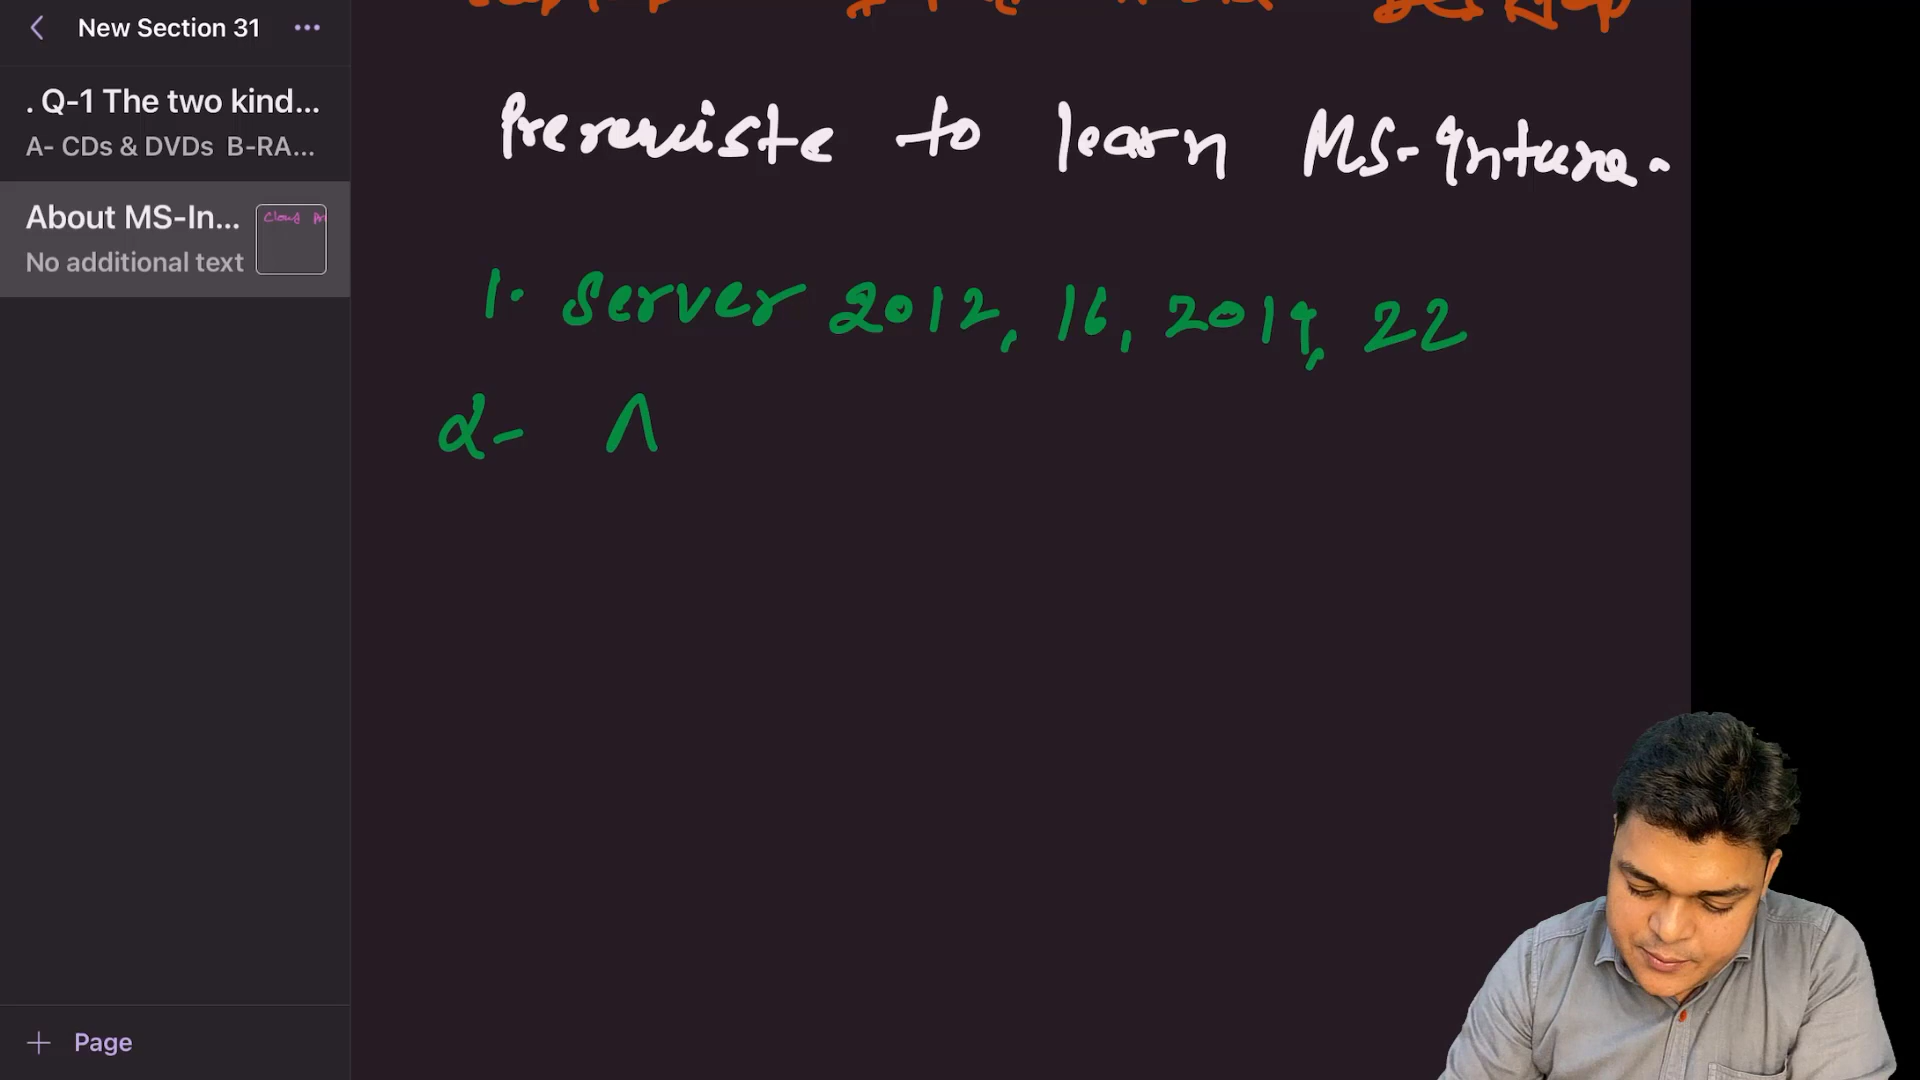 New Section 31 ...
. Q-1 The two kind...
A- CDs & DVDs B-RA...
About MS-In...
No additional text
Desktop
Prerequiste to learn MS-Intune.
1. Server 2012, 16, 2019, 22
2-
+ Page